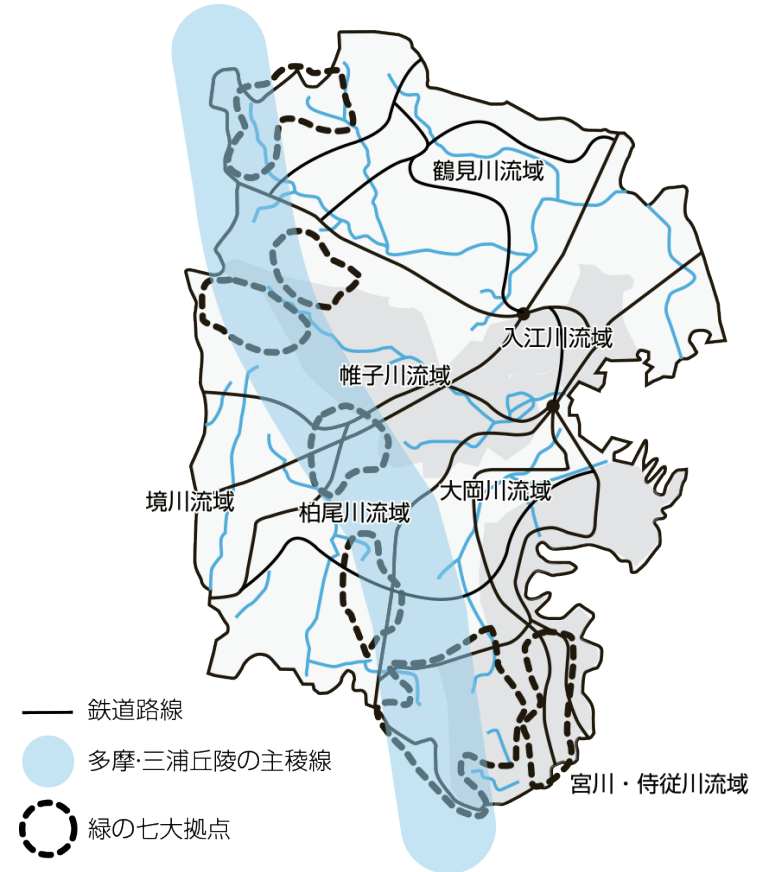 鶴見川流域
入江川流域
帷子川流域
境川流域
大岡川流域
柏尾川流域
宮川・侍従川流域
鉄道路線
多摩・三浦丘陵の主稜線
緑の七大拠点